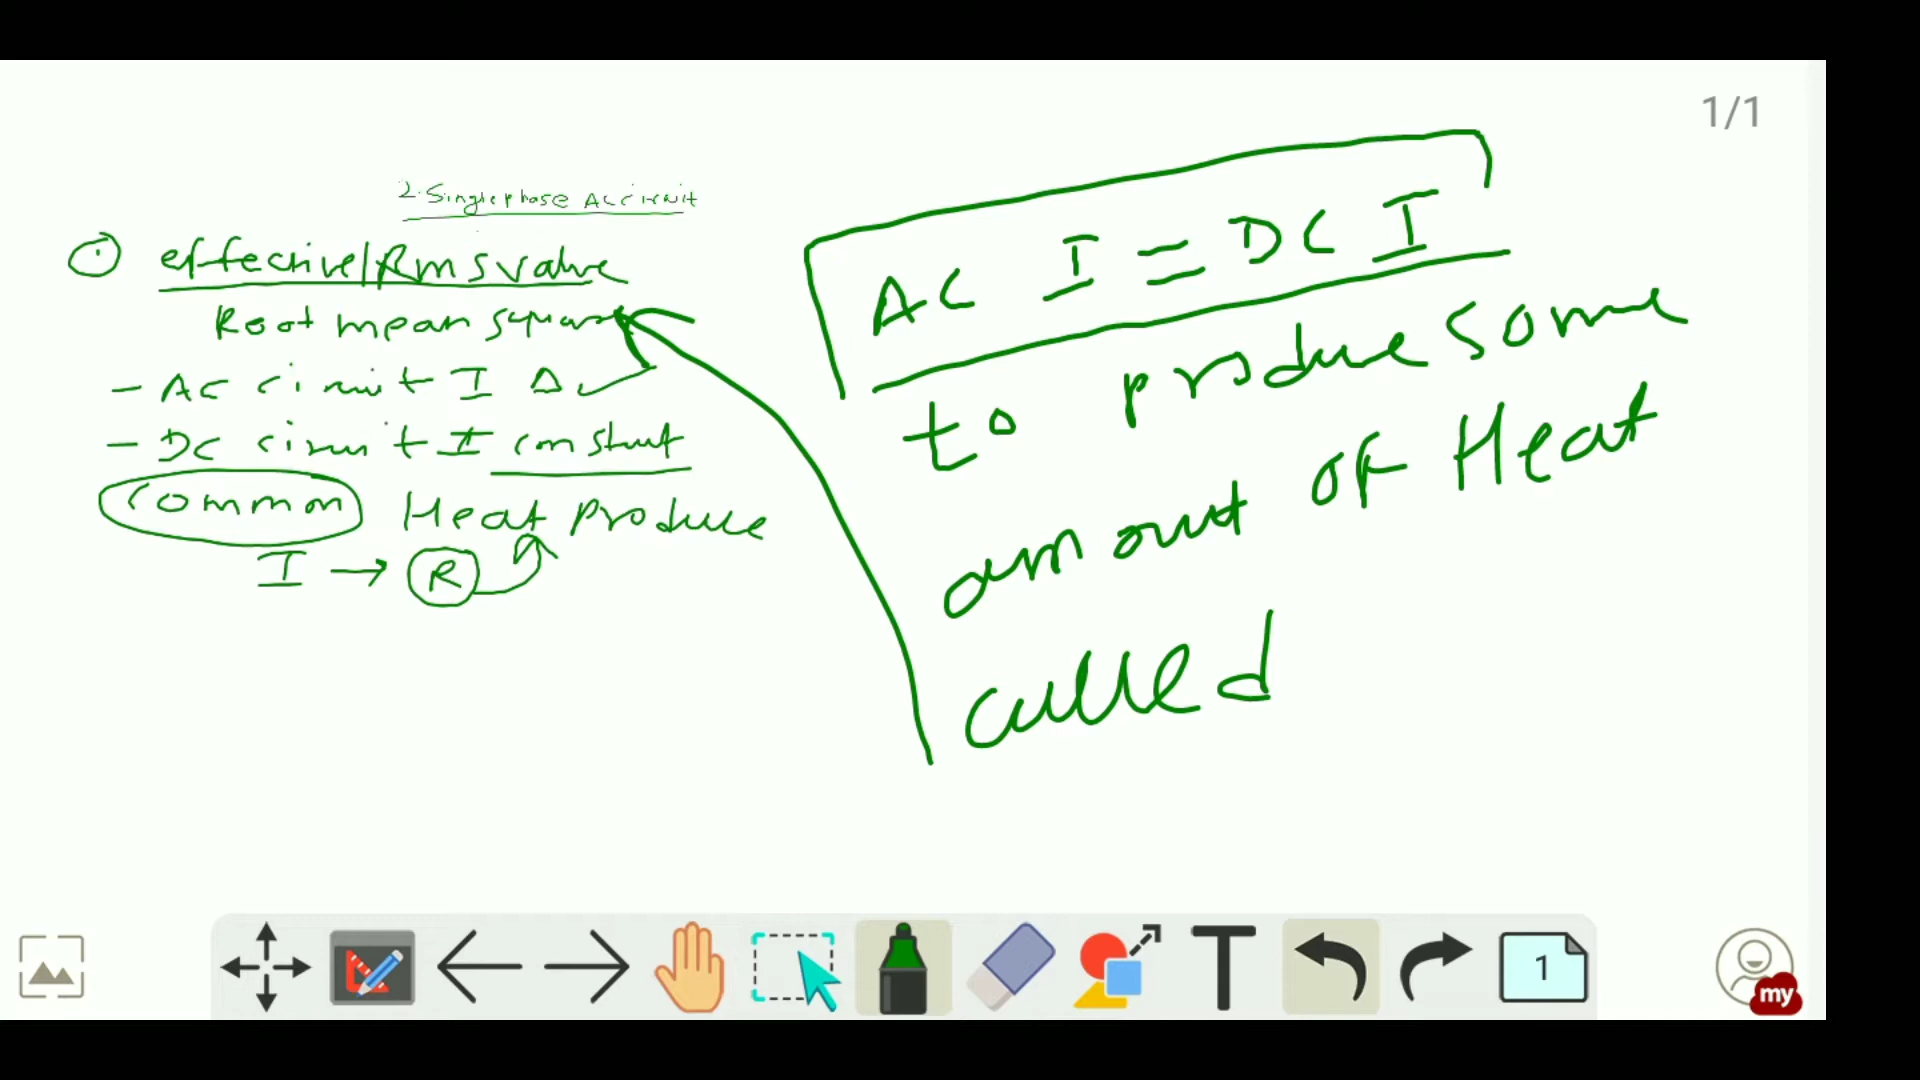 1/1
2. Single phase AC Circuit
① effective/Rms value
Root mean square
- AC circuit I Δ
- DC circuit I constant
common Heat produce
I → R
AC I = DC I
to produce some
amount of Heat
called
T
1
my